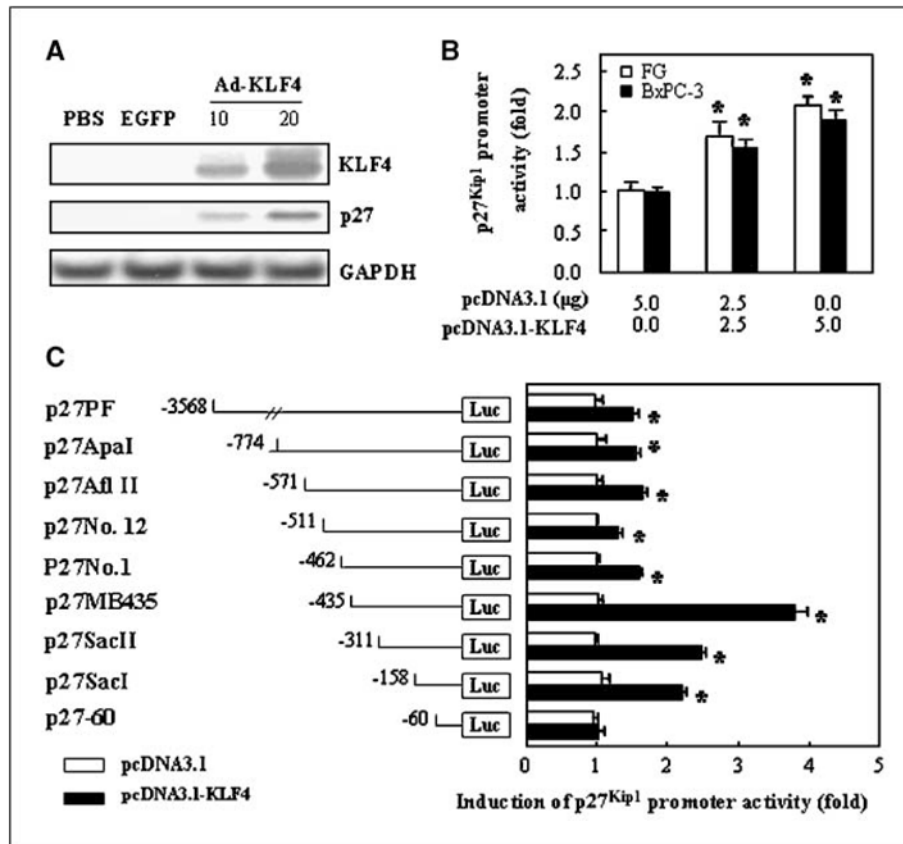 A
Ad-KLF4
PBS EGFP 10 20
KLF4
p27
GAPDH
B
p27Kip1 promoter
activity (fold)
2.5
2.0
1.5
1.0
0.5
0.0
FG
BxPC-3
* * * *
pcDNA3.1 (µg) 5.0 2.5 0.0
pcDNA3.1-KLF4 0.0 2.5 5.0
C
p27PF -3568 // Luc *
p27ApaI -774 Luc *
p27Afl II -571 Luc *
p27No. 12 -511 Luc *
P27No.1 -462 Luc *
p27MB435 -435 Luc *
p27SacII -311 Luc *
p27SacI -158 Luc *
p27-60 -60 Luc
pcDNA3.1
pcDNA3.1-KLF4
0 1 2 3 4 5
Induction of p27Kip1 promoter activity (fold)